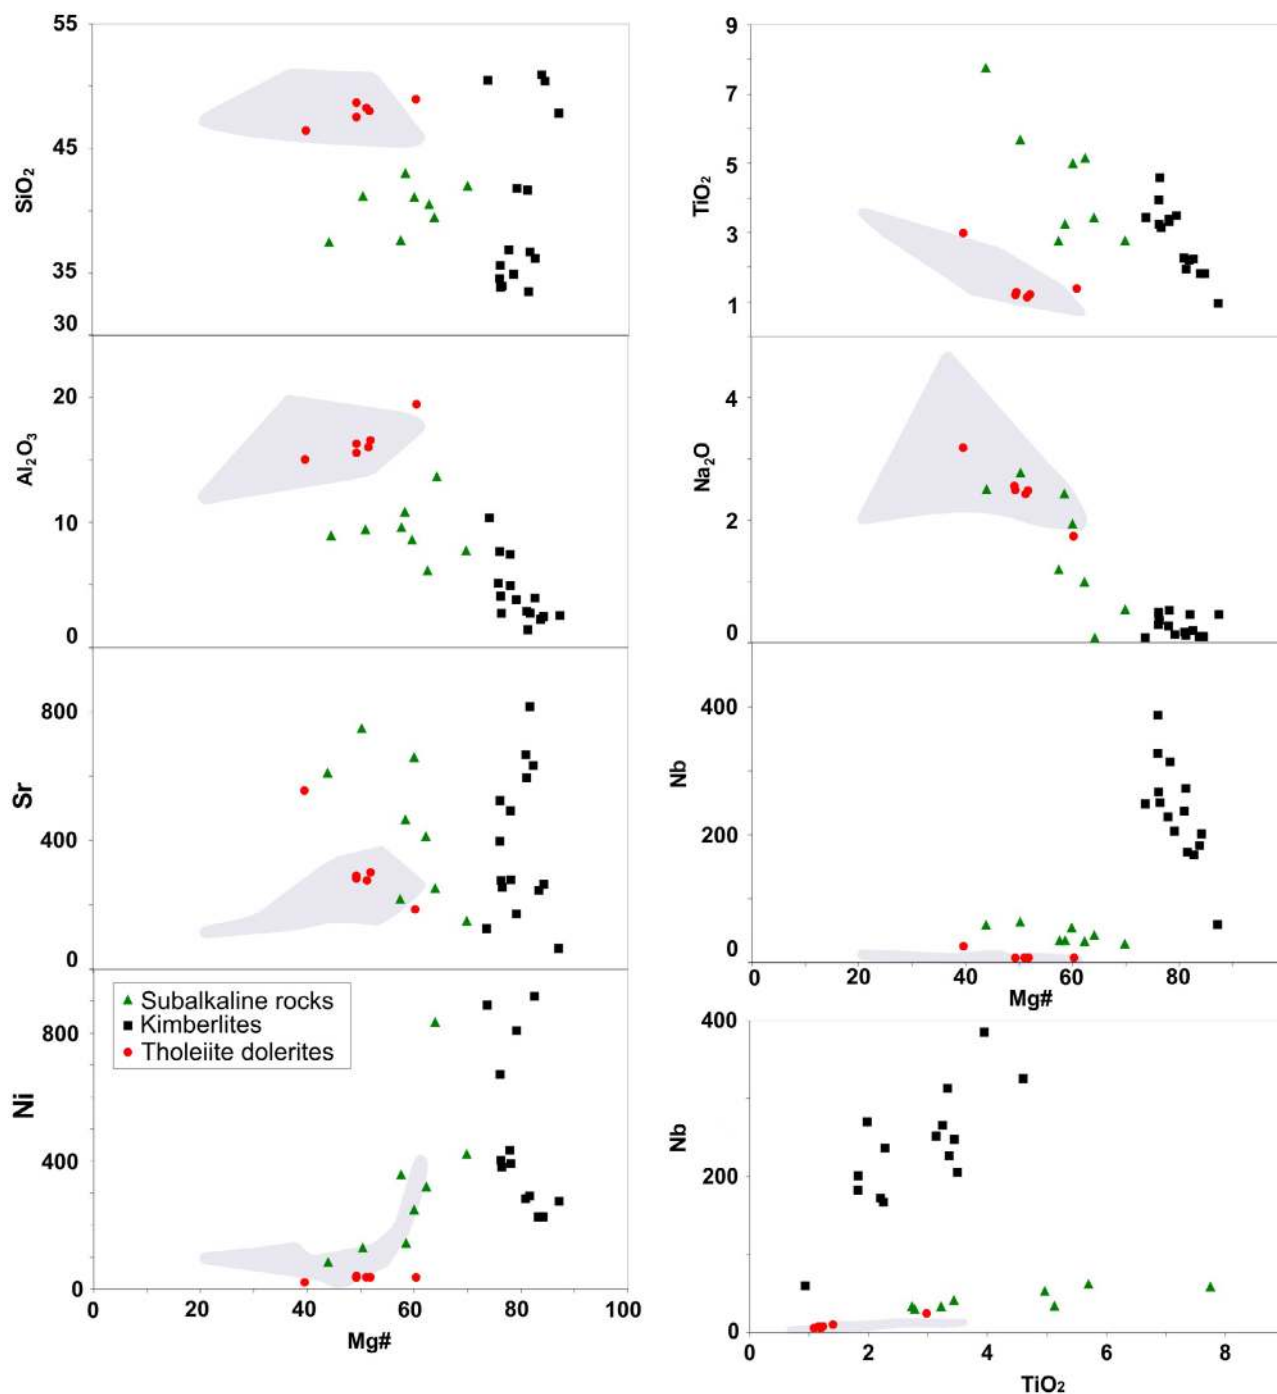 55
45
35
30
SiO₂
9
7
5
3
1
TiO₂
20
10
0
Al₂O₃
4
2
0
Na₂O
800
400
0
Sr
400
200
0
Nb
0 20 40 60 80
Mg#
Subalkaline rocks
Kimberlites
Tholeiite dolerites
800
400
0
Ni
0 20 40 60 80 100
Mg#
400
200
0
Nb
0 2 4 6 8
TiO₂